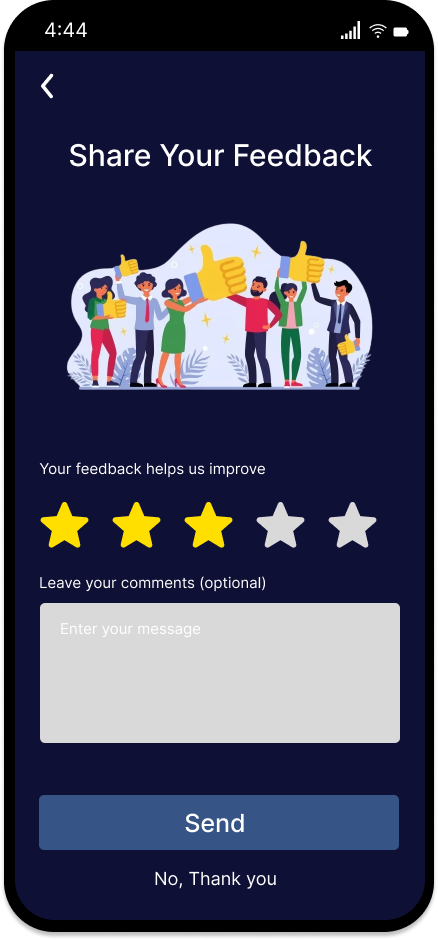 4:44
Share Your Feedback
Your feedback helps us improve
Leave your comments (optional)
Enter your message
Send
No, Thank you